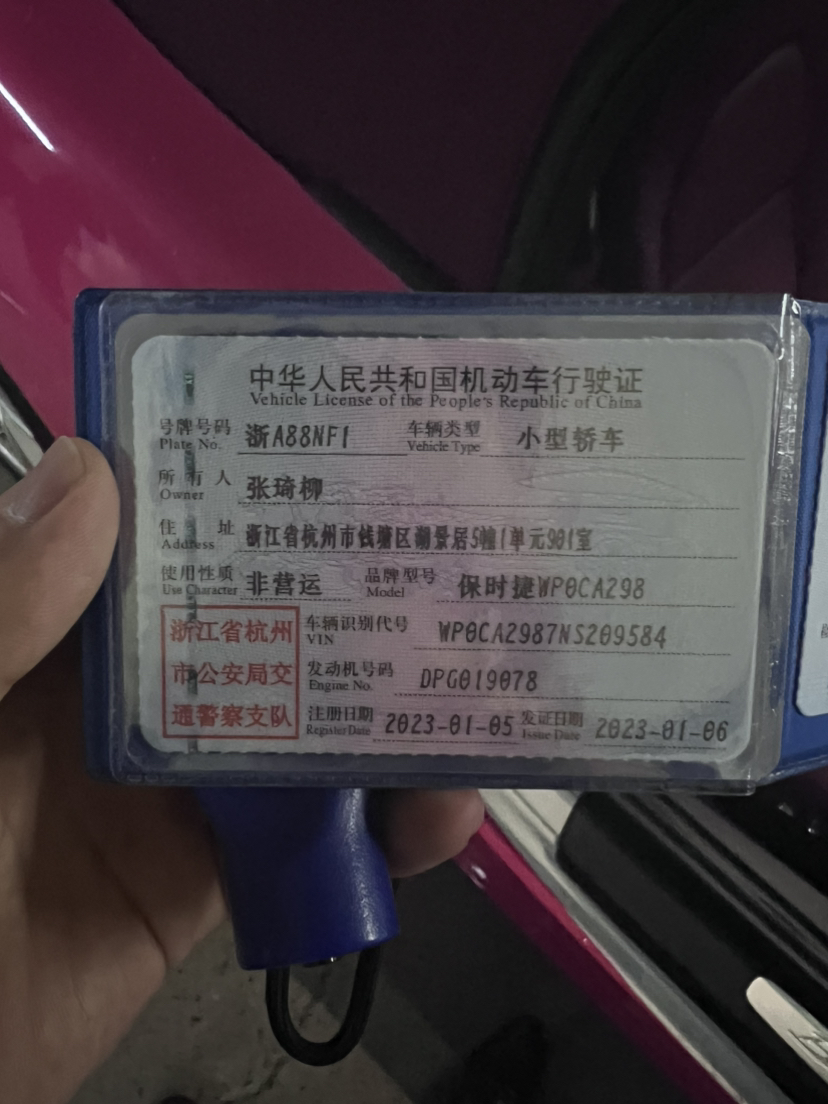 中华人民共和国机动车行驶证
Vehicle License of the People's Republic of China
号牌号码 浙A88NF1 车辆类型 小型轿车
Plate No. Vehicle Type
所有人 张琦柳
Owner
住址 浙江省杭州市钱塘区湖景居5幢1单元901室
Address
使用性质 非营运 品牌型号 保时捷WP0CA298
Use Character Model
浙江省杭州 车辆识别代号 WP0CA2987NS209584
VIN
市公安局交 发动机号码 DPG019078
Engine No.
通警察支队 注册日期 2023-01-05 发证日期 2023-01-06
Register Date Issue Date